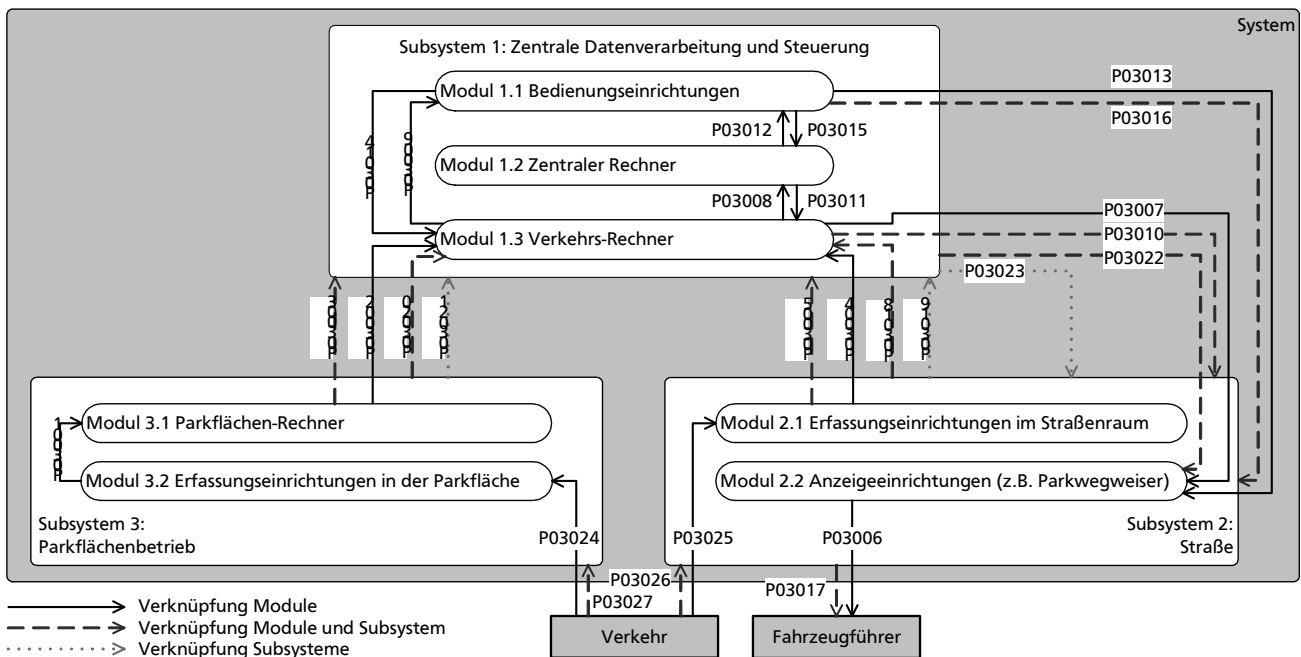 System
Subsystem 1: Zentrale Datenverarbeitung und Steuerung
Modul 1.1 Bedienungseinrichtungen
P03013
P03016
P03014
P03009
P03012
P03015
Modul 1.2 Zentraler Rechner
P03008
P03011
Modul 1.3 Verkehrs-Rechner
P03007
P03010
P03022
P03023
P03003
P03002
P03020
P03021
P03005
P03004
P03018
P03019
Modul 3.1 Parkflächen-Rechner
P03001
Modul 3.2 Erfassungseinrichtungen in der Parkfläche
Subsystem 3:
Parkflächenbetrieb
P03024
Modul 2.1 Erfassungseinrichtungen im Straßenraum
Modul 2.2 Anzeigeeinrichtungen (z.B. Parkwegweiser)
Subsystem 2:
Straße
P03025
P03006
P03026
P03027
P03017
Verknüpfung Module
Verknüpfung Module und Subsystem
Verknüpfung Subsysteme
Verkehr
Fahrzeugführer